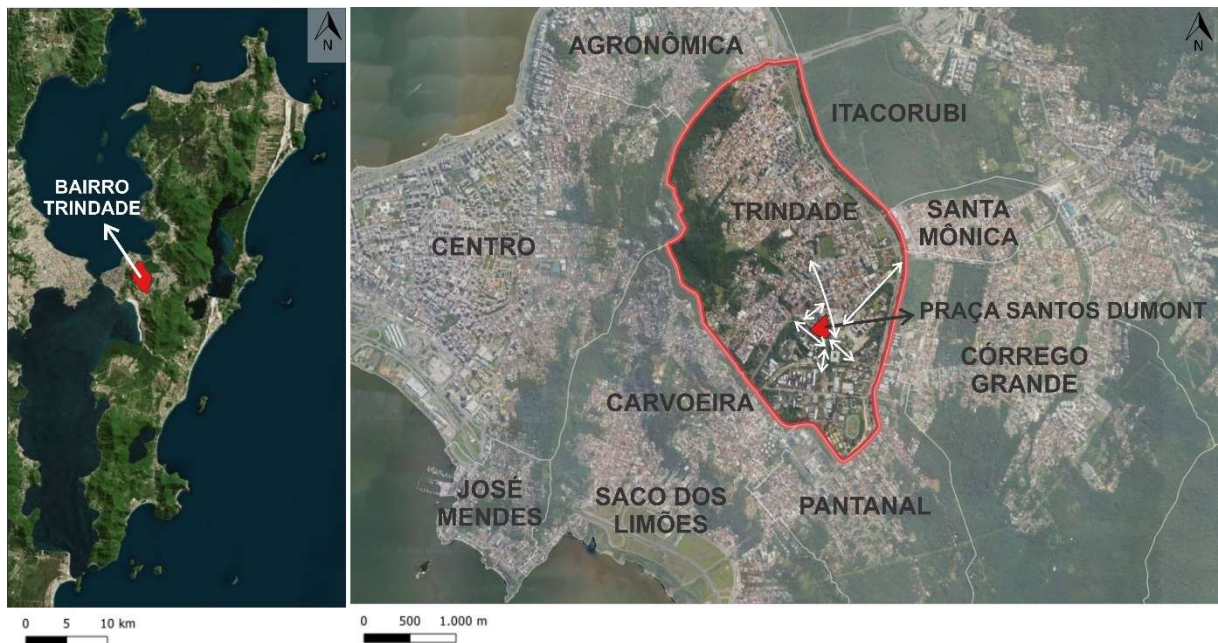 N
BAIRRO
TRINDADE
0 5 10 km
N
AGRONÔMICA
ITACORUBI
TRINDADE
SANTA
MÔNICA
CENTRO
PRAÇA SANTOS DUMONT
CÓRREGO
GRANDE
CARVOEIRA
JOSÉ
MENDES
SACO DOS
LIMÕES
PANTANAL
0 500 1.000 m